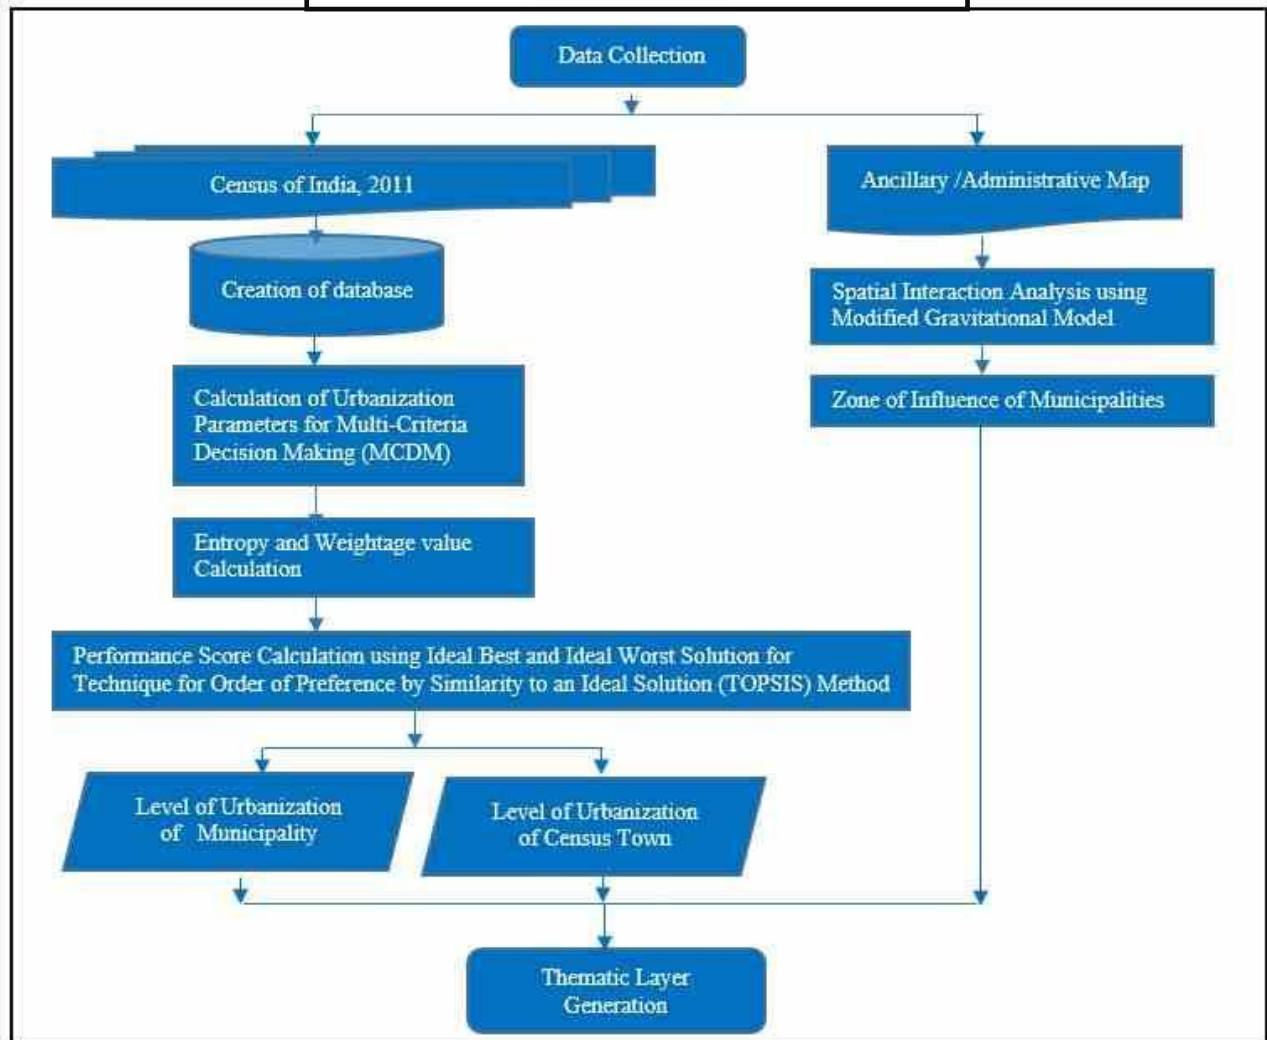 Data Collection
Census of India, 2011
Ancillary /Administrative Map
Creation of database
Spatial Interaction Analysis using
Modified Gravitational Model
Calculation of Urbanization
Parameters for Multi-Criteria
Decision Making (MCDM)
Zone of Influence of Municipalities
Entropy and Weightage value
Calculation
Performance Score Calculation using Ideal Best and Ideal Worst Solution for
Technique for Order of Preference by Similarity to an Ideal Solution (TOPSIS) Method
Level of Urbanization
of Municipality
Level of Urbanization
of Census Town
Thematic Layer
Generation